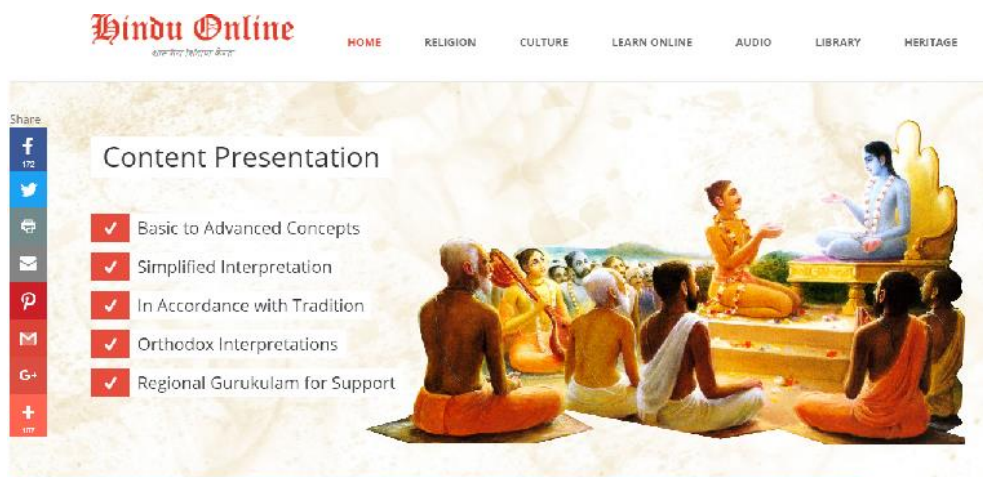 Hindu Online
HOME RELIGION CULTURE LEARN ONLINE AUDIO LIBRARY HERITAGE
Share
172
Content Presentation
Basic to Advanced Concepts
Simplified Interpretation
In Accordance with Tradition
Orthodox Interpretations
Regional Gurukulam for Support
G+